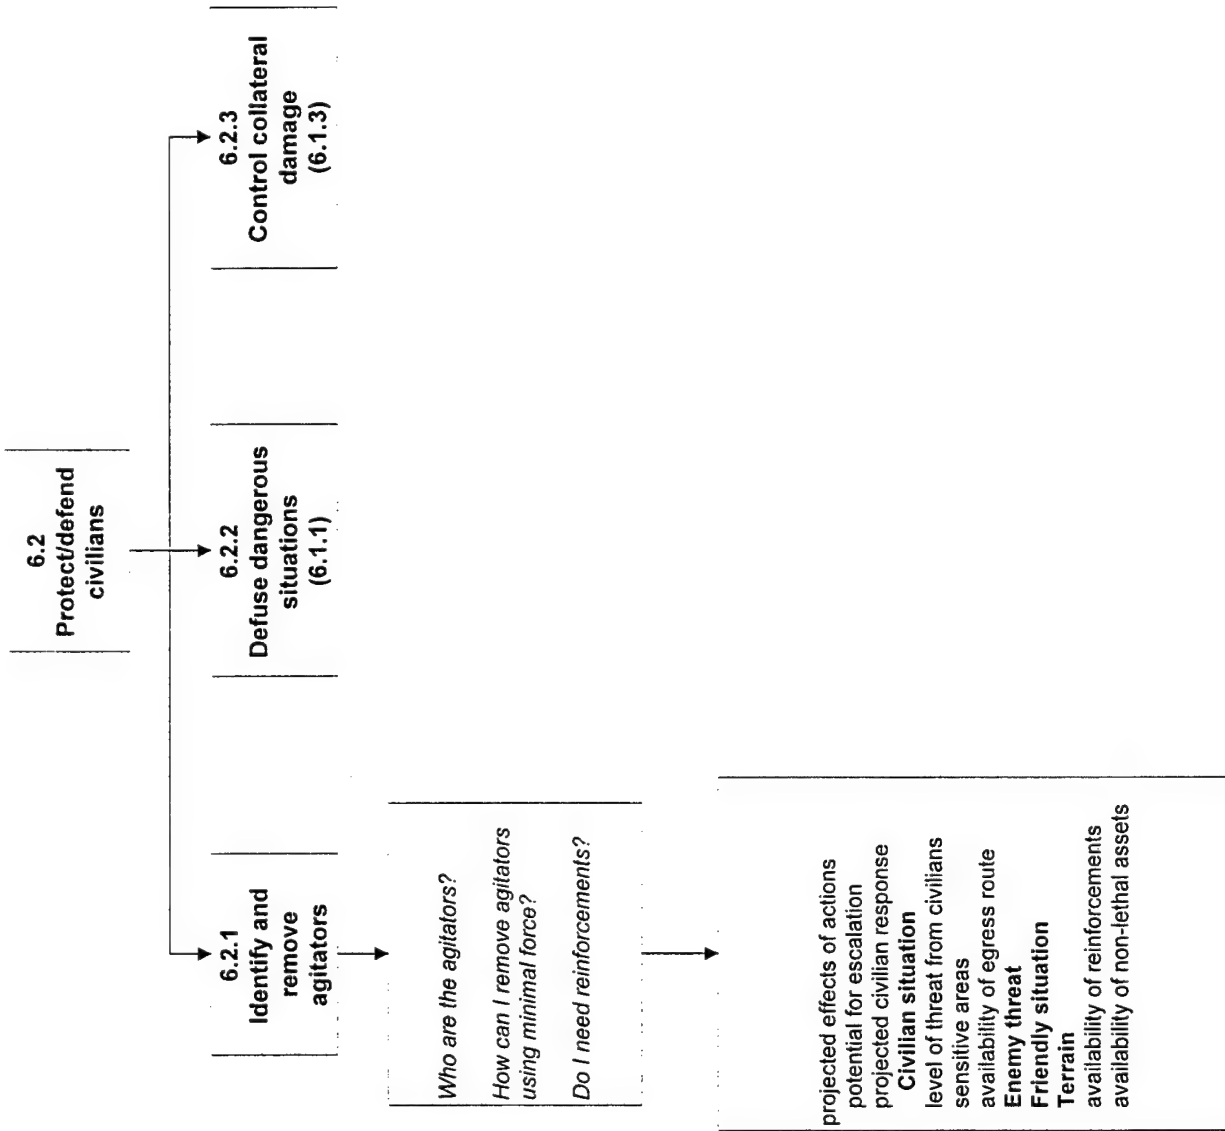 6.2
Protect/defend
civilians
6.2.1
Identify and
remove
agitators
6.2.2
Defuse dangerous
situations
(6.1.1)
6.2.3
Control collateral
damage
(6.1.3)
Who are the agitators?
How can I remove agitators
using minimal force?
Do I need reinforcements?
projected effects of actions
potential for escalation
projected civilian response
Civilian situation
level of threat from civilians
sensitive areas
availability of egress route
Enemy threat
Friendly situation
Terrain
availability of reinforcements
availability of non-lethal assets